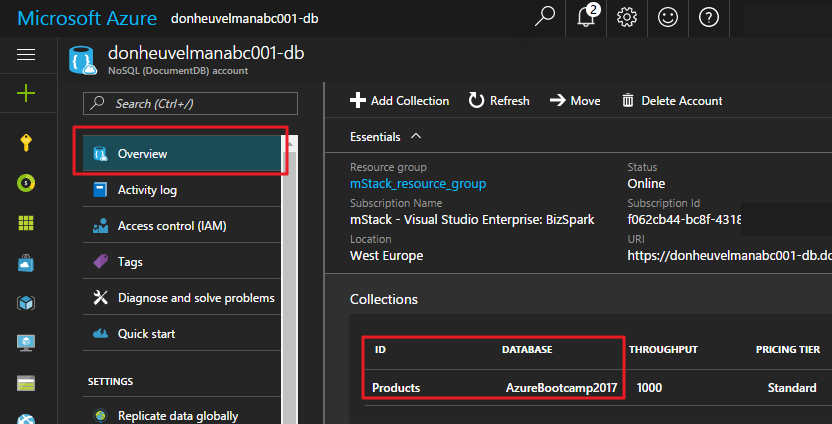 Microsoft Azure donheuvelmanabc001-db
2
donheuvelmanabc001-db
NoSQL (DocumentDB) account
Search (Ctrl+/)
Overview
Activity log
Access control (IAM)
Tags
Diagnose and solve problems
Quick start
SETTINGS
Replicate data globally
Add Collection Refresh Move Delete Account
Essentials
Resource group Status
mStack_resource_group Online
Subscription Name Subscription Id
mStack - Visual Studio Enterprise: BizSpark f062cb44-bc8f-4318
Location URI
West Europe https://donheuvelmanabc001-db.do
Collections
ID DATABASE THROUGHPUT PRICING TIER
Products AzureBootcamp2017 1000 Standard